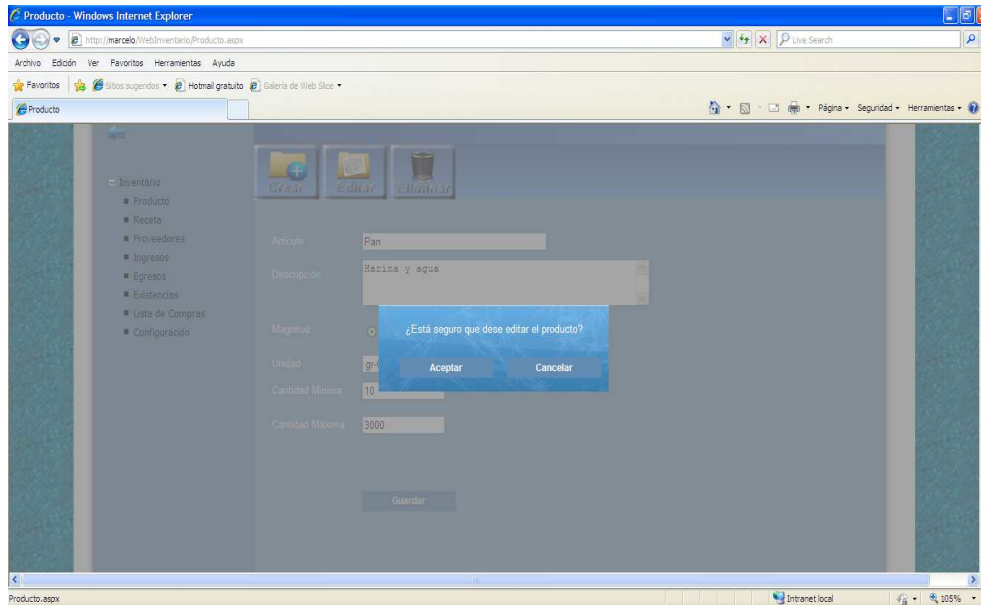 Producto - Windows Internet Explorer
http://marcelo/WebInventario/Producto.aspx
Live Search
Archivo Edición Ver Favoritos Herramientas Ayuda
Favoritos Sitios sugeridos Hotmail gratuito Galería de Web Slice
Producto
Página Seguridad Herramientas
Crear Editar Eliminar
Inventario
Producto
Receta
Proveedores
Ingresos
Egresos
Existencias
Lista de Compras
Configuración
Artículo Pan
Descripción Harina y agua
Magnitud
Unidad gr-
Cantidad Mínima 10
Cantidad Máxima 3000
¿Está seguro que dese editar el producto?
Aceptar Cancelar
Guardar
Producto.aspx
Intranet local
105%